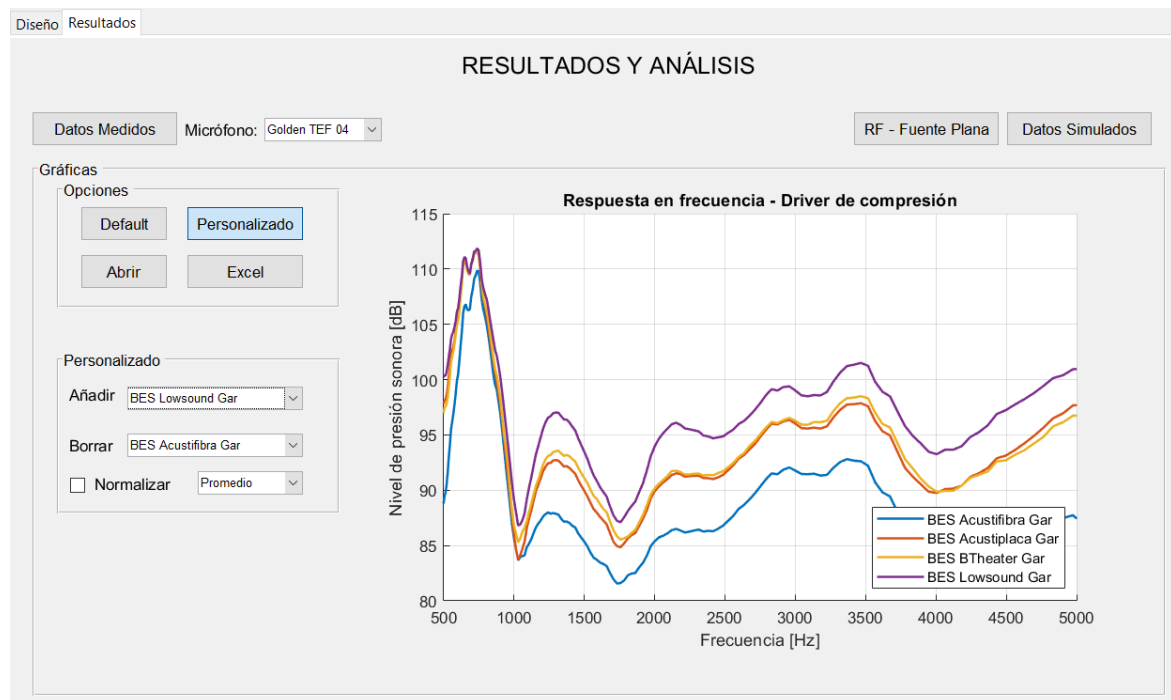 Diseño Resultados
RESULTADOS Y ANÁLISIS
Datos Medidos Micrófono: Golden TEF 04 RF - Fuente Plana Datos Simulados
Gráficas
Opciones
Default Personalizado
Abrir Excel
Personalizado
Añadir BES Lowsound Gar
Borrar BES Acustifibra Gar
Normalizar Promedio
Respuesta en frecuencia - Driver de compresión
Nivel de presión sonora [dB]
115
110
105
100
95
90
85
80
500 1000 1500 2000 2500 3000 3500 4000 4500 5000
Frecuencia [Hz]
BES Acustifibra Gar
BES Acustiplaca Gar
BES BTheater Gar
BES Lowsound Gar